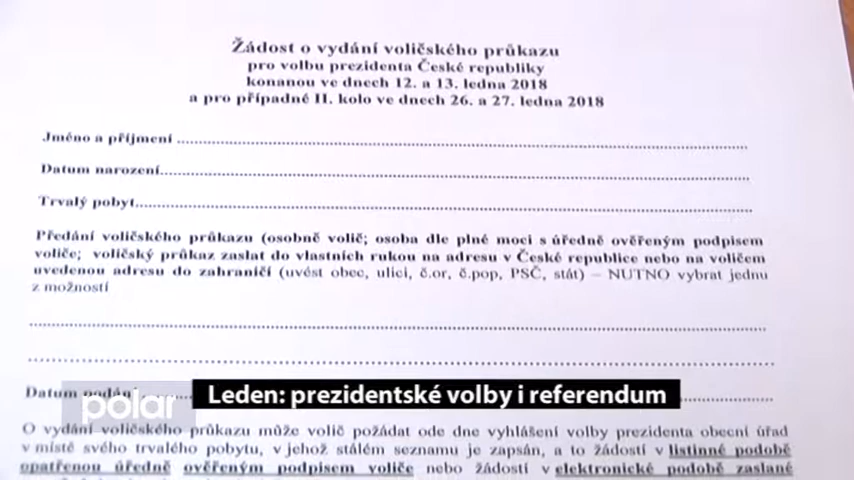 Žádost o vydání voličského průkazu
pro volbu prezidenta České republiky
konanou ve dnech 12. a 13. ledna 2018
a pro případné II. kolo ve dnech 26. a 27. ledna 2018
Jméno a příjmení
Datum narození
Trvalý pobyt
Předání voličského průkazu (osobně volič; osoba dle plné moci s úředně ověřeným podpisem
voliče; voličský průkaz zaslat do vlastních rukou na adresu v České republice nebo na voličem
uvedenou adresu do zahraničí (uvést obec, ulici, č.or, č.pop, PSČ, stát) – NUTNO vybrat jednu
z možností
Datum podání
polar
Leden: prezidentské volby i referendum
O vydání voličského průkazu může volič požádat ode dne vyhlášení volby prezidenta obecní úřad
v místě svého trvalého pobytu, v jehož stálém seznamu je zapsán, a to žádostí v listinné podobě
opatřenou úředně ověřeným podpisem voliče nebo žádostí v elektronické podobě zaslané